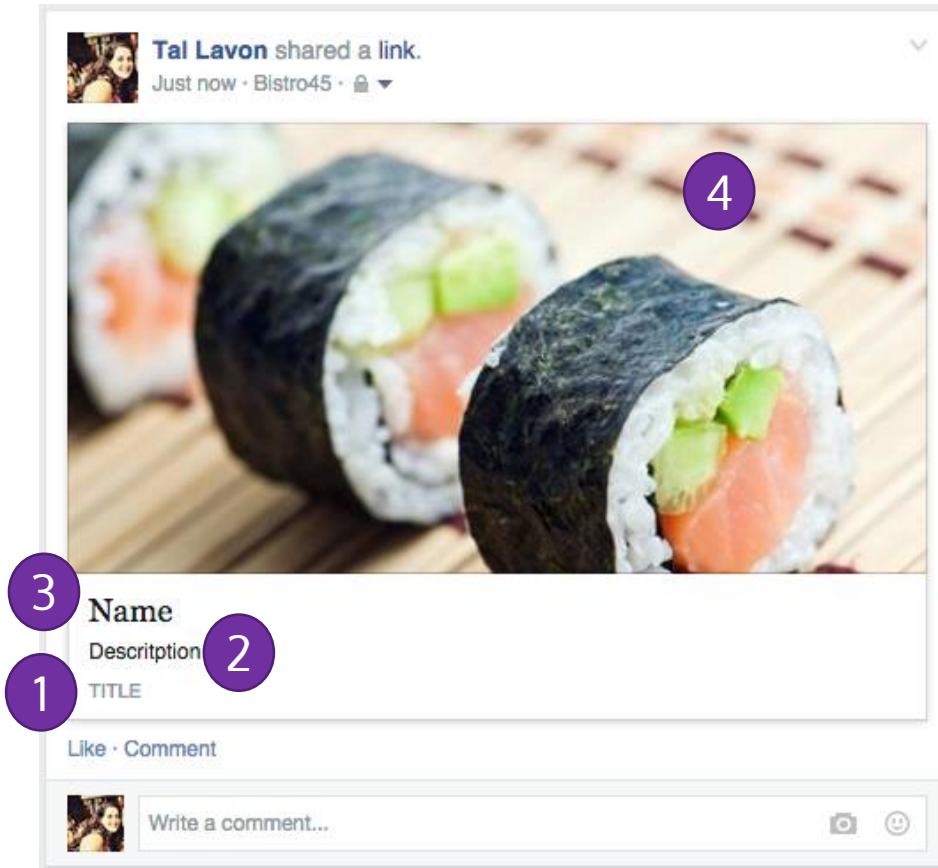 Tal Lavon shared a link.
Just now · Bistro45 ·
4
3
Name
Descritption
2
1
TITLE
Like · Comment
Write a comment...